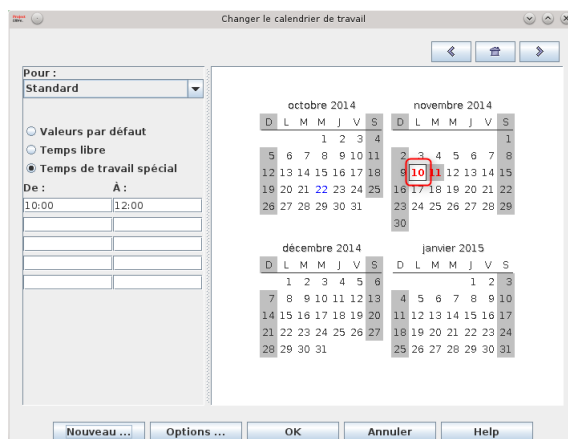 Changer le calendrier de travail
Pour :
Standard
Valeurs par défaut
Temps libre
Temps de travail spécial
De : À :
10:00 12:00
octobre 2014
D L M M J V S
1 2 3 4
5 6 7 8 9 10 11
12 13 14 15 16 17 18
19 20 21 22 23 24 25
26 27 28 29 30 31
novembre 2014
D L M M J V S
1
2 3 4 5 6 7 8
9 10 11 12 13 14 15
16 17 18 19 20 21 22
23 24 25 26 27 28 29
30
décembre 2014
D L M M J V S
1 2 3 4 5 6
7 8 9 10 11 12 13
14 15 16 17 18 19 20
21 22 23 24 25 26 27
28 29 30 31
janvier 2015
D L M M J V S
1 2 3
4 5 6 7 8 9 10
11 12 13 14 15 16 17
18 19 20 21 22 23 24
25 26 27 28 29 30 31
Nouveau ... Options ... OK Annuler Help